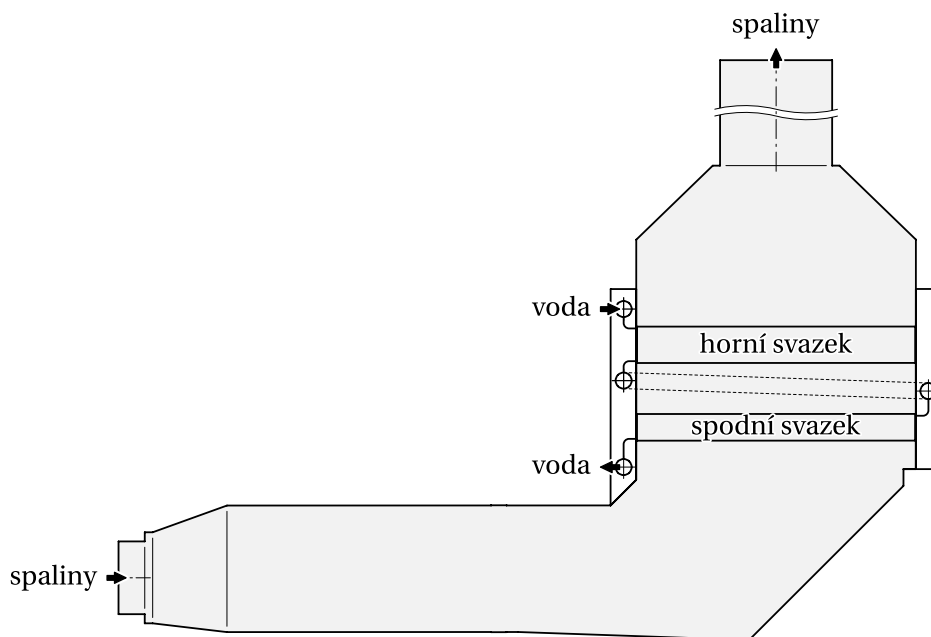 spaliny
voda
horní svazek
spodní svazek
voda
spaliny